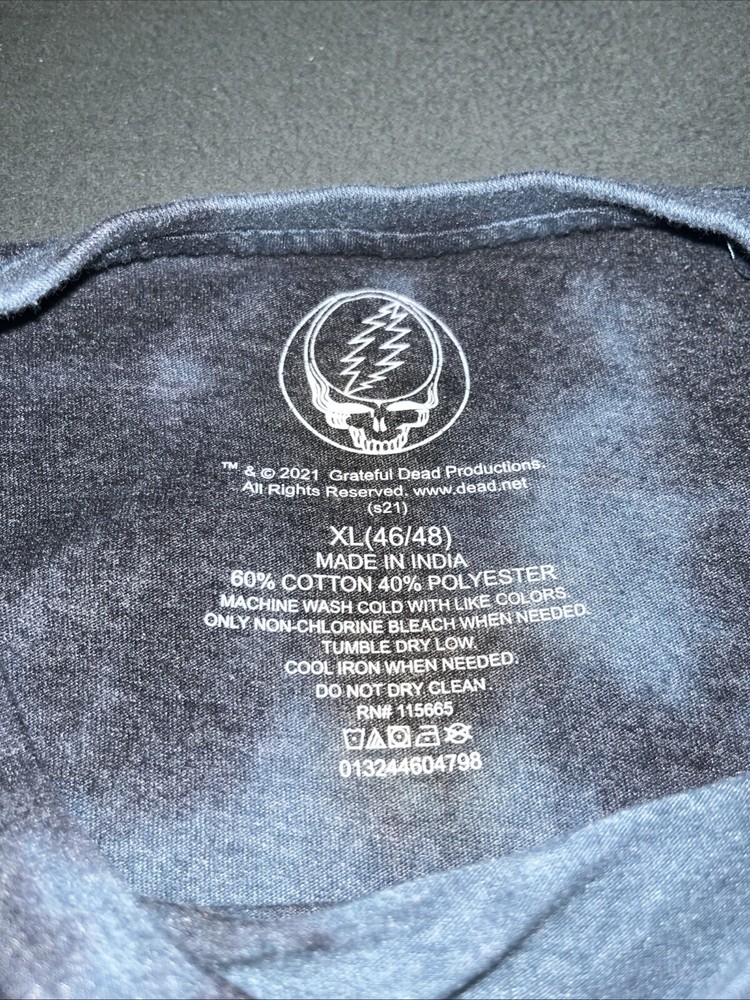 ™ & © 2021 Grateful Dead Productions.
All Rights Reserved. www.dead.net
(s21)
XL(46/48)
MADE IN INDIA
60% COTTON 40% POLYESTER
MACHINE WASH COLD WITH LIKE COLORS.
ONLY NON-CHLORINE BLEACH WHEN NEEDED.
TUMBLE DRY LOW.
COOL IRON WHEN NEEDED.
DO NOT DRY CLEAN.
RN# 115665
013244604798